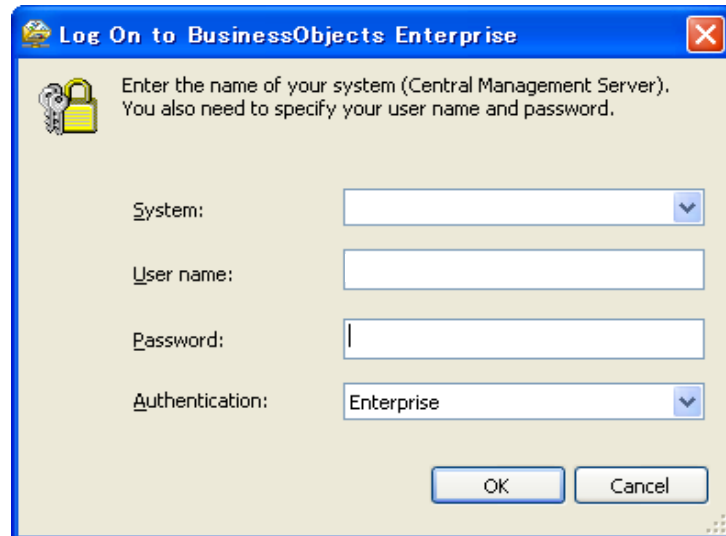 Log On to BusinessObjects Enterprise
Enter the name of your system (Central Management Server).
You also need to specify your user name and password.
System:
User name:
Password:
Authentication: Enterprise
OK Cancel